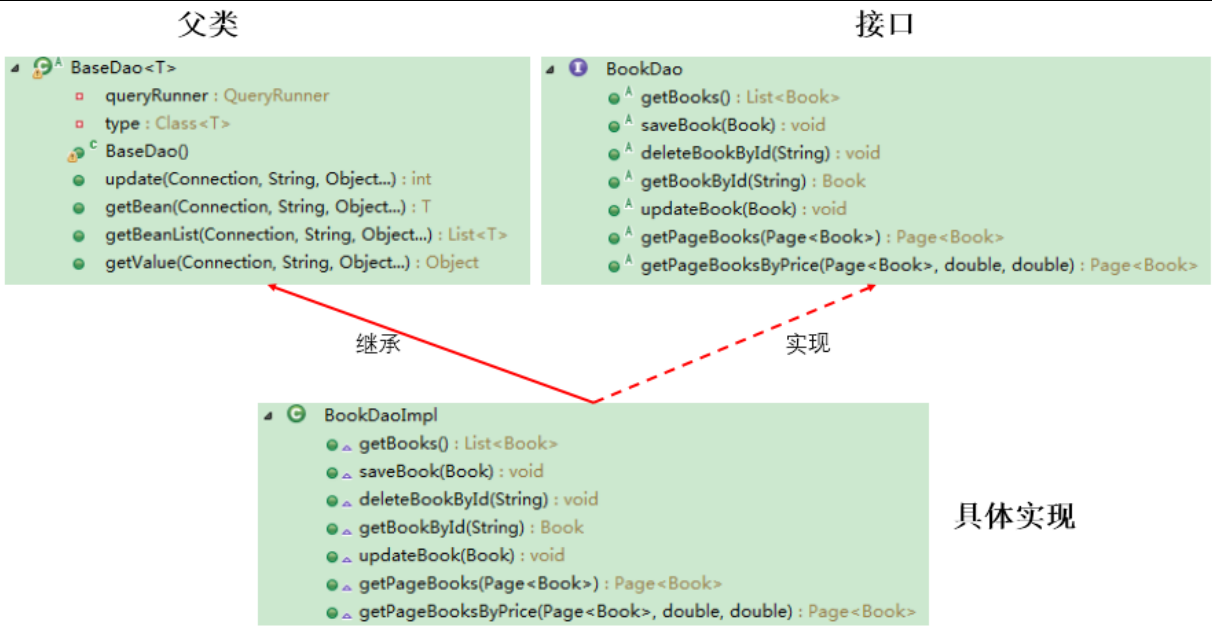 父类
接口
BaseDao<T>
queryRunner : QueryRunner
type : Class<T>
BaseDao()
update(Connection, String, Object...) : int
getBean(Connection, String, Object...) : T
getBeanList(Connection, String, Object...) : List<T>
getValue(Connection, String, Object...) : Object
BookDao
getBooks() : List<Book>
saveBook(Book) : void
deleteBookById(String) : void
getBookById(String) : Book
updateBook(Book) : void
getPageBooks(Page<Book>) : Page<Book>
getPageBooksByPrice(Page<Book>, double, double) : Page<Book>
继承
实现
BookDaoImpl
getBooks() : List<Book>
saveBook(Book) : void
deleteBookById(String) : void
getBookById(String) : Book
updateBook(Book) : void
getPageBooks(Page<Book>) : Page<Book>
getPageBooksByPrice(Page<Book>, double, double) : Page<Book>
具体实现